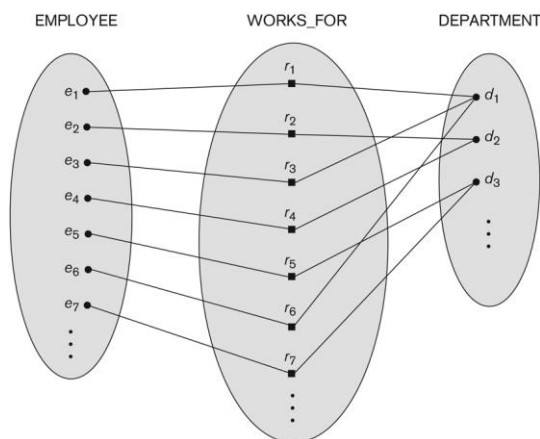 EMPLOYEE WORKS_FOR DEPARTMENT
e1
e2
e3
e4
e5
e6
e7
r1
r2
r3
r4
r5
r6
r7
d1
d2
d3